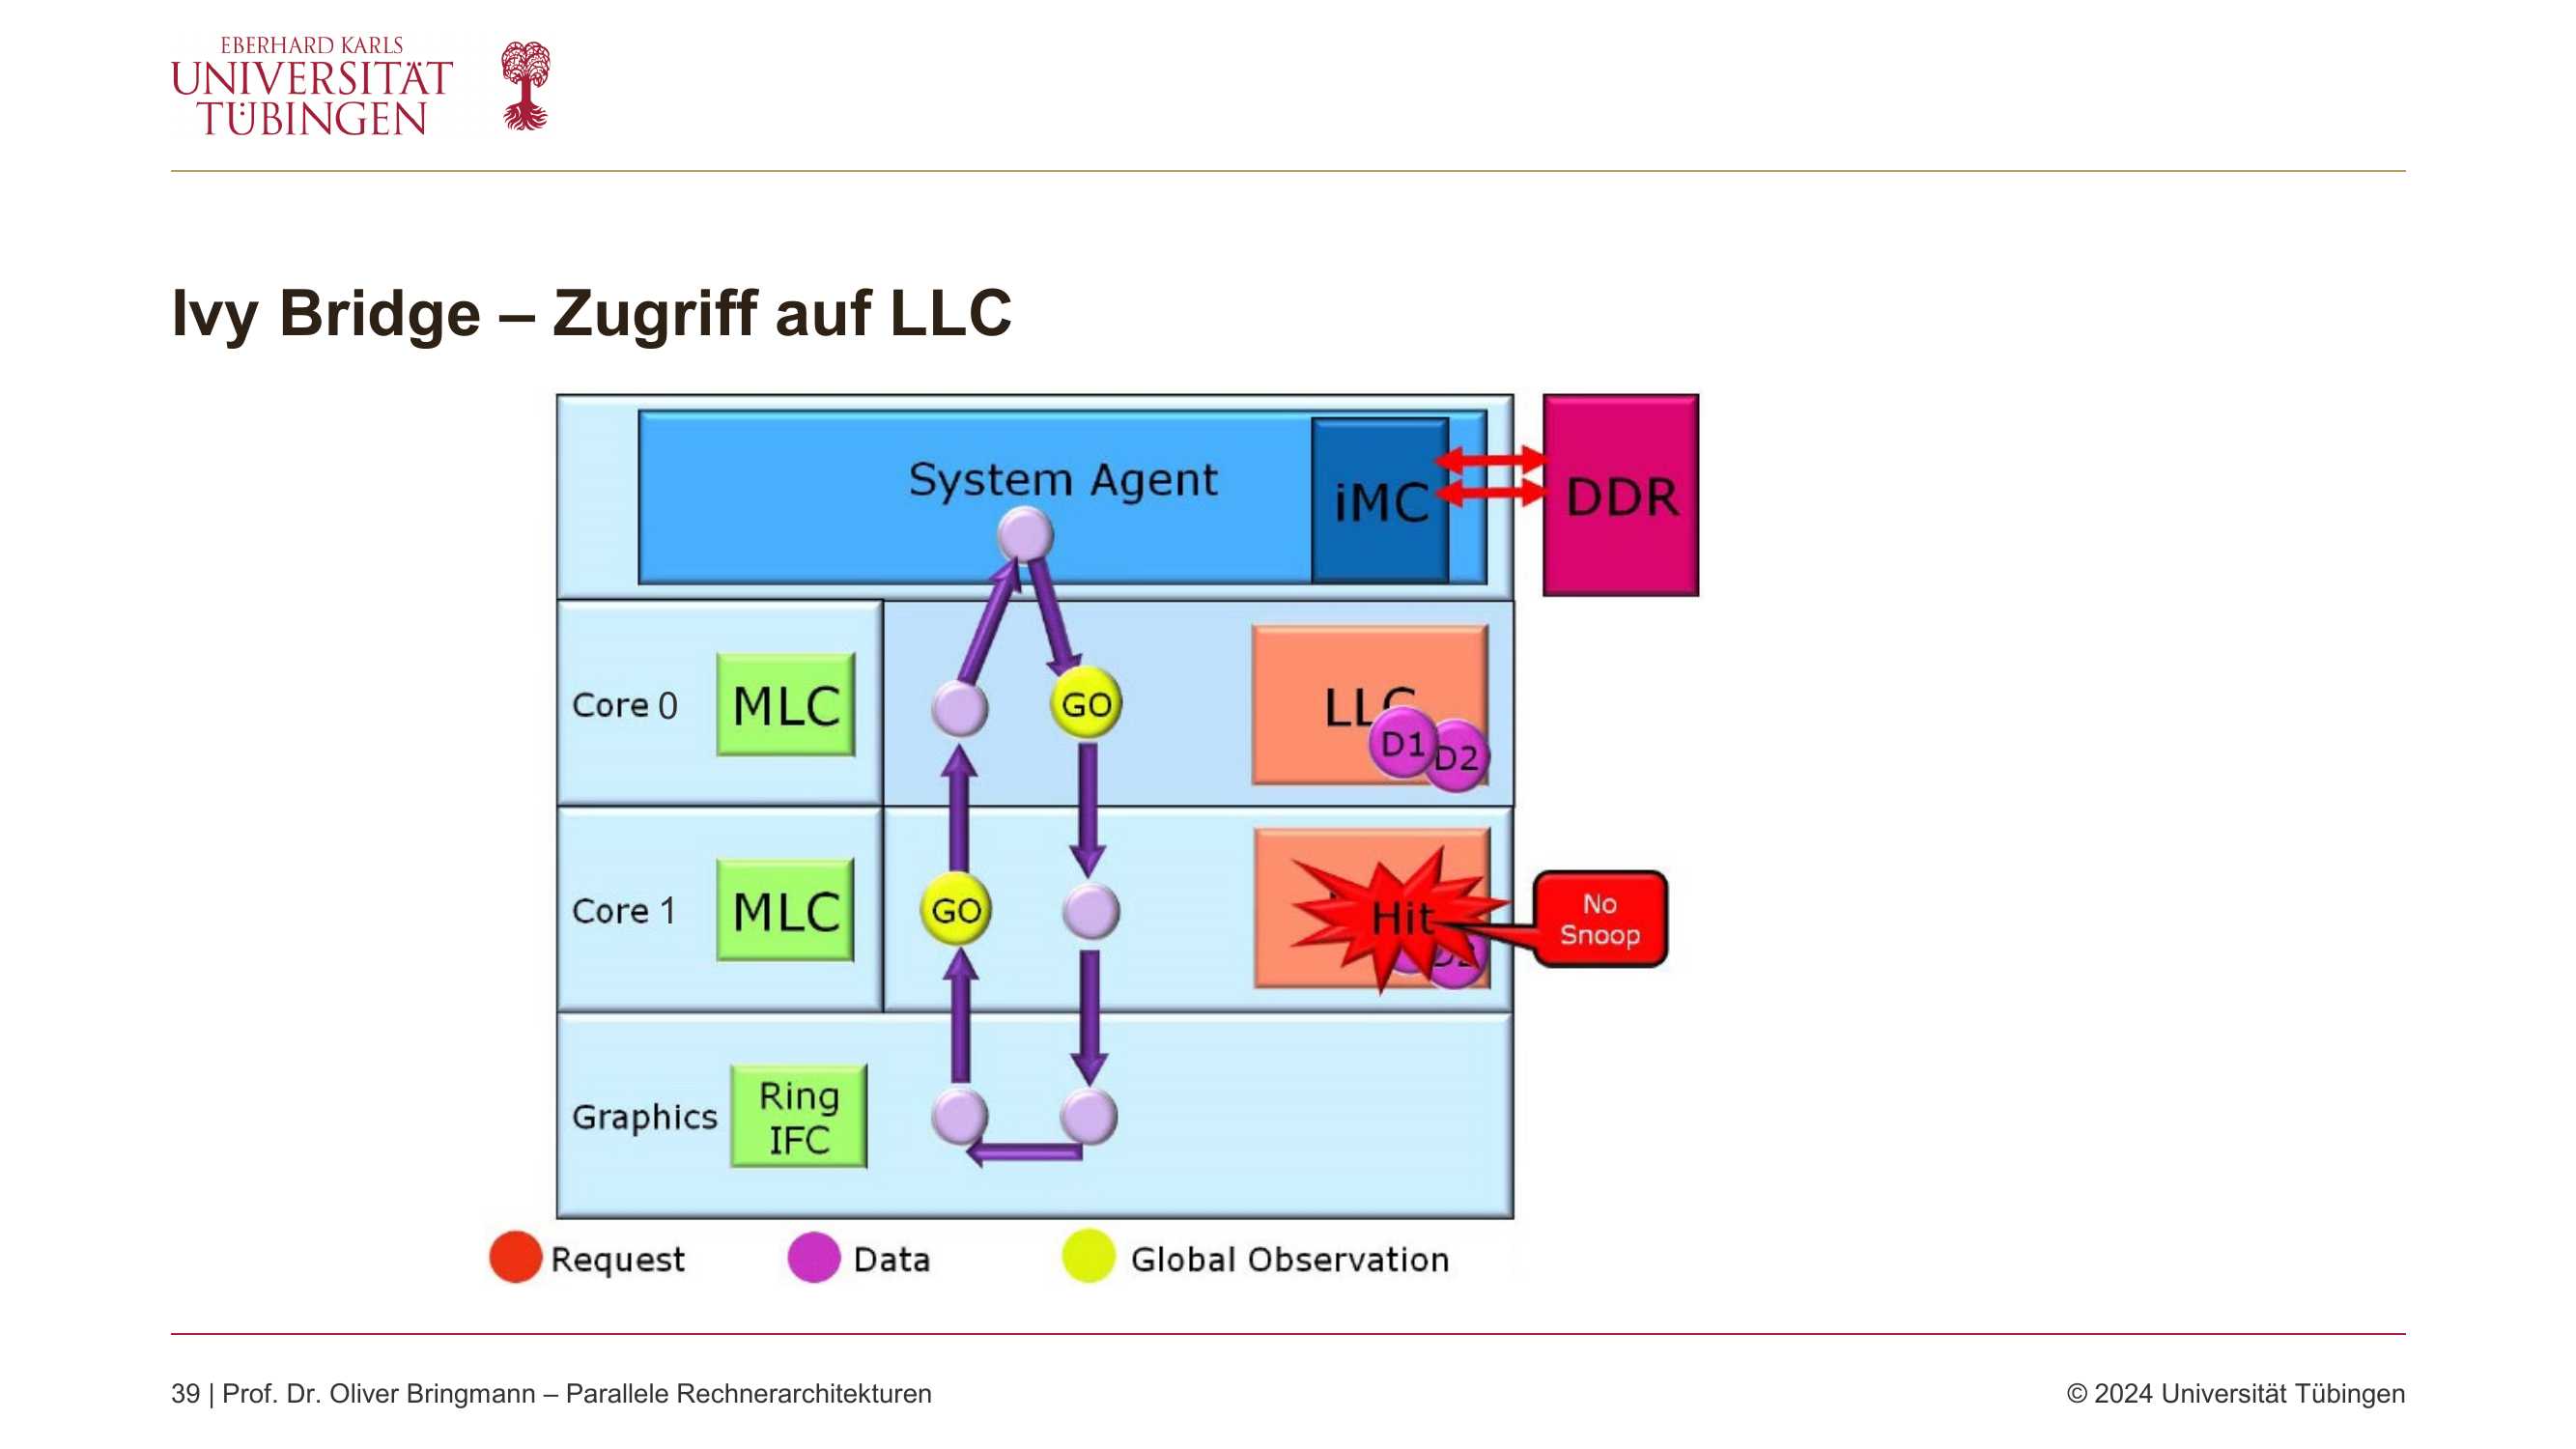 EBERHARD KARLS
UNIVERSITÄT
TÜBINGEN
Ivy Bridge – Zugriff auf LLC
System Agent
iMC
DDR
Core 0
MLC
GO
LLC
D1
D2
Core 1
MLC
GO
Hit
D2
No
Snoop
Graphics
Ring
IFC
Request
Data
Global Observation
39 | Prof. Dr. Oliver Bringmann – Parallele Rechnerarchitekturen
© 2024 Universität Tübingen